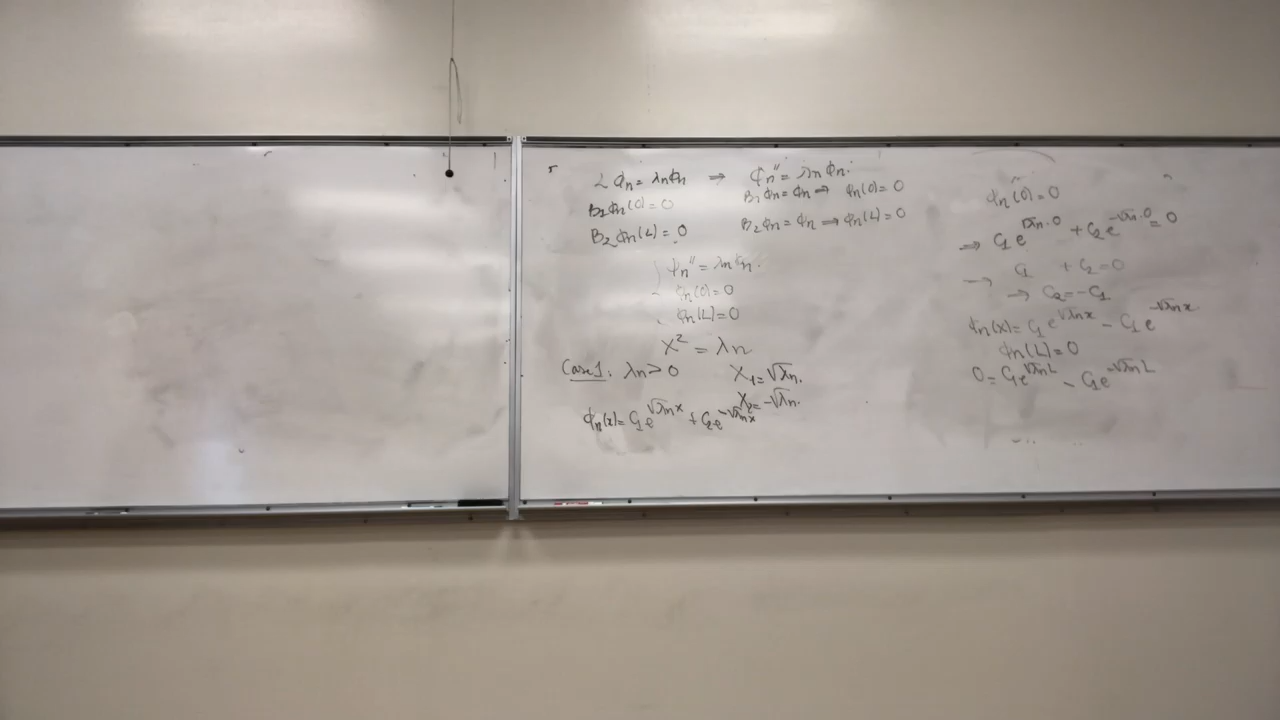 L ϕn = λnϕn ⇒ ϕn'' = λn ϕn.
B1 ϕn(0) = 0 B1 ϕn = ϕn ⇒ ϕn(0) = 0
B2 ϕn(L) = 0 B2 ϕn = ϕn ⇒ ϕn(L) = 0
ϕn'' = λn ϕn.
ϕn(0) = 0
ϕn(L) = 0
X² = λn
Case 1: λn > 0 X1 = √λn.
X2 = -√λn.
ϕn(x) = C1 e^{√λn x} + C2 e^{-√λn x}
ϕn(0) = 0
⇒ C1 e^{√λn·0} + C2 e^{-√λn·0} = 0
→ C1 + C2 = 0
→ C2 = -C1
ϕn(x) = C1 e^{√λn x} - C1 e^{-√λn x}
ϕn(L) = 0
0 = C1 e^{√λn L} - C1 e^{-√λn L}